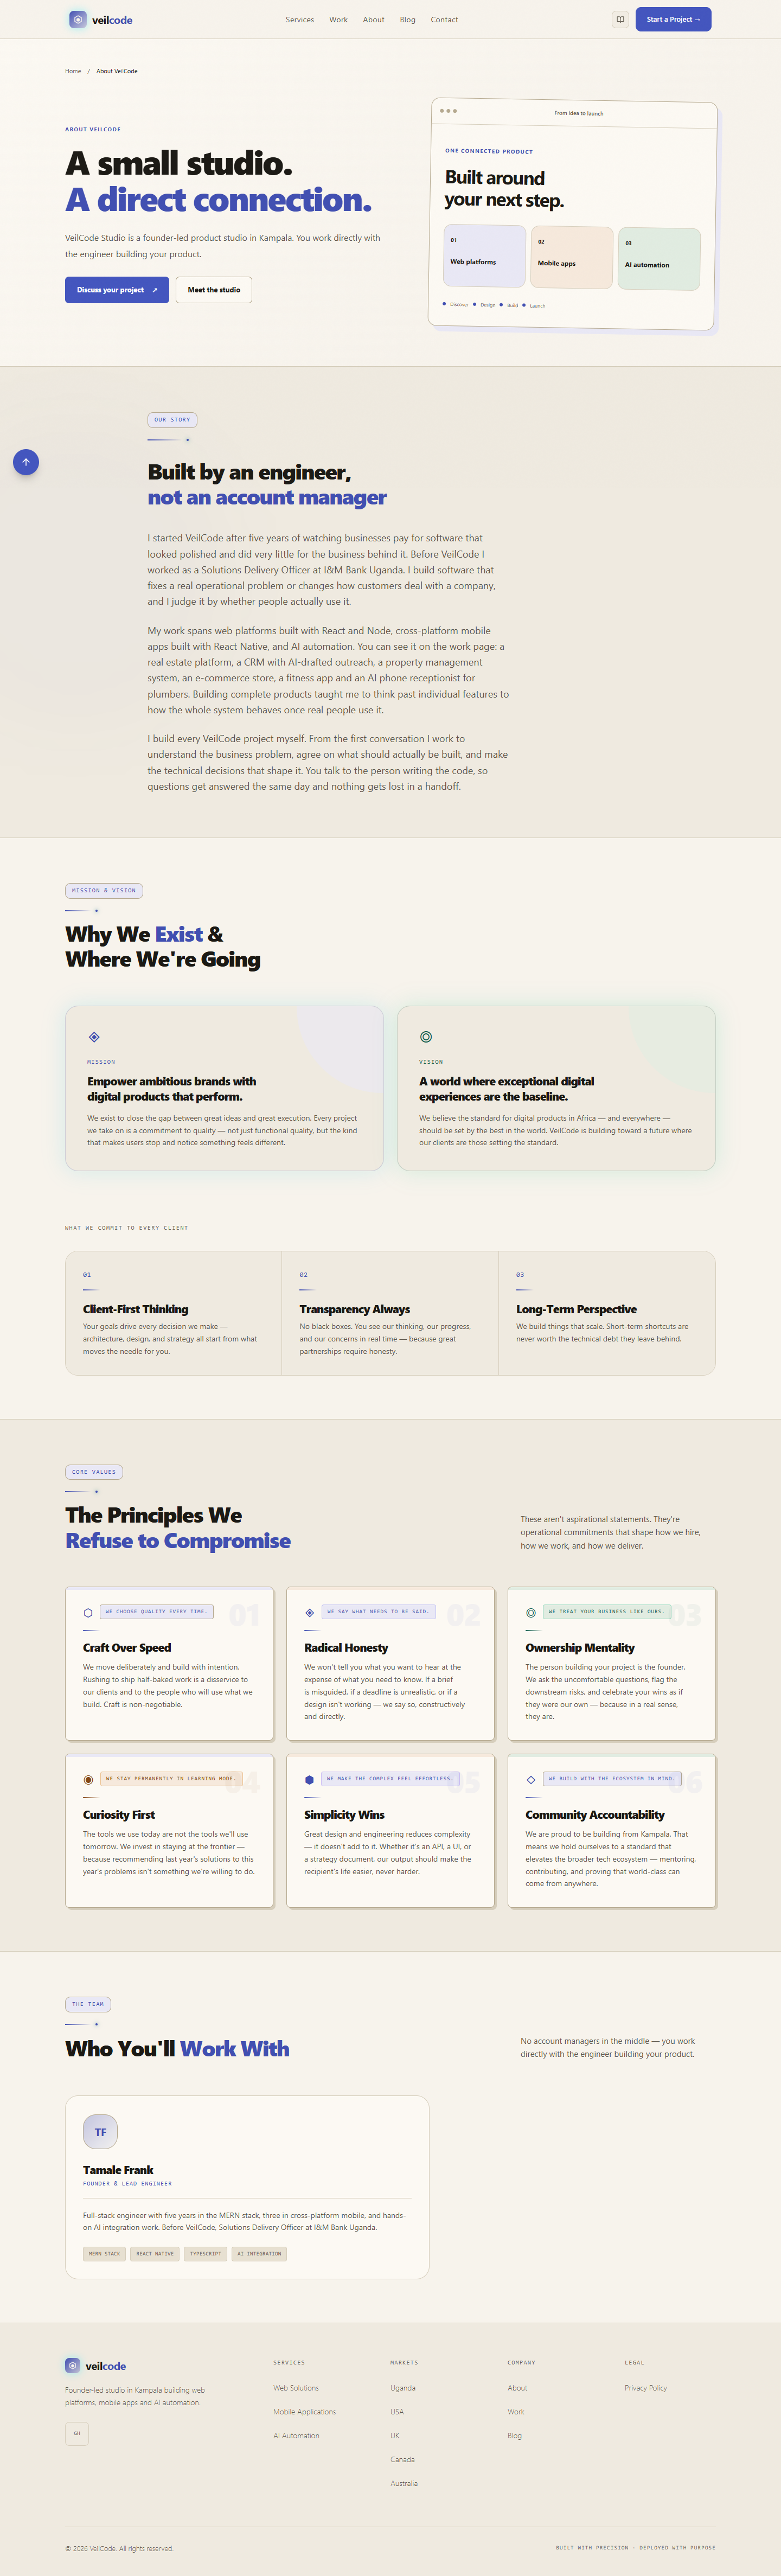 veilcode
Services Work About Blog Contact
Start a Project →
Home / About VeilCode
ABOUT VEILCODE
A small studio.
A direct connection.
VeilCode Studio is a founder-led product studio in Kampala. You work directly with
the engineer building your product.
Discuss your project ↗
Meet the studio
From idea to launch
ONE CONNECTED PRODUCT
Built around
your next step.
01
Web platforms
02
Mobile apps
03
AI automation
Discover Design Build Launch
OUR STORY
Built by an engineer,
not an account manager
I started VeilCode after five years of watching businesses pay for software that
looked polished and did very little for the business behind it. Before VeilCode I
worked as a Solutions Delivery Officer at I&M Bank Uganda. I build software that
fixes a real operational problem or changes how customers deal with a company,
and I judge it by whether people actually use it.
My work spans web platforms built with React and Node, cross-platform mobile
apps built with React Native, and AI automation. You can see it on the work page: a
real estate platform, a CRM with AI-drafted outreach, a property management
system, an e-commerce store, a fitness app and an AI phone receptionist for
plumbers. Building complete products taught me to think past individual features to
how the whole system behaves once real people use it.
I build every VeilCode project myself. From the first conversation I work to
understand the business problem, agree on what should actually be built, and make
the technical decisions that shape it. You talk to the person writing the code, so
questions get answered the same day and nothing gets lost in a handoff.
MISSION & VISION
Why We Exist &
Where We're Going
MISSION
Empower ambitious brands with
digital products that perform.
We exist to close the gap between great ideas and great execution. Every project
we take on is a commitment to quality — not just functional quality, but the kind
that makes users stop and notice something feels different.
VISION
A world where exceptional digital
experiences are the baseline.
We believe the standard for digital products in Africa — and everywhere —
should be set by the best in the world. VeilCode is building toward a future where
our clients are those setting the standard.
WHAT WE COMMIT TO EVERY CLIENT
01
Client-First Thinking
Your goals drive every decision we make —
architecture, design, and strategy all start from what
moves the needle for you.
02
Transparency Always
No black boxes. You see our thinking, our progress,
and our concerns in real time — because great
partnerships require honesty.
03
Long-Term Perspective
We build things that scale. Short-term shortcuts are
never worth the technical debt they leave behind.
CORE VALUES
The Principles We
Refuse to Compromise
These aren't aspirational statements. They're
operational commitments that shape how we hire,
how we work, and how we deliver.
WE CHOOSE QUALITY EVERY TIME.
01
Craft Over Speed
We move deliberately and build with intention.
Rushing to ship half-baked work is a disservice to
our clients and to the people who will use what we
build. Craft is non-negotiable.
WE SAY WHAT NEEDS TO BE SAID.
02
Radical Honesty
We won't tell you what you want to hear at the
expense of what you need to know. If a brief
is misguided, if a deadline is unrealistic, or if a
design isn't working — we say so, constructively
and directly.
WE TREAT YOUR BUSINESS LIKE OURS.
03
Ownership Mentality
The person building your project is the founder.
We ask the uncomfortable questions, flag the
downstream risks, and celebrate your wins as if
they were our own — because in a real sense,
they are.
WE STAY PERMANENTLY IN LEARNING MODE.
04
Curiosity First
The tools we use today are not the tools we'll use
tomorrow. We invest in staying at the frontier —
because recommending last year's solutions to this
year's problems isn't something we're willing to do.
WE MAKE THE COMPLEX FEEL EFFORTLESS.
05
Simplicity Wins
Great design and engineering reduces complexity
— it doesn't add to it. Whether it's an API, a UI, or
a strategy document, our output should make the
recipient's life easier, never harder.
WE BUILD WITH THE ECOSYSTEM IN MIND.
06
Community Accountability
We are proud to be building from Kampala. That
means we hold ourselves to a standard that
elevates the broader tech ecosystem — mentoring,
contributing, and proving that world-class can
come from anywhere.
THE TEAM
Who You'll Work With
No account managers in the middle — you work
directly with the engineer building your product.
TF
Tamale Frank
FOUNDER & LEAD ENGINEER
Full-stack engineer with five years in the MERN stack, three in cross-platform mobile, and hands-
on AI integration work. Before VeilCode, Solutions Delivery Officer at I&M Bank Uganda.
MERN STACK REACT NATIVE TYPESCRIPT AI INTEGRATION
veilcode
Founder-led studio in Kampala building web
platforms, mobile apps and AI automation.
GH
SERVICES
Web Solutions
Mobile Applications
AI Automation
MARKETS
Uganda
USA
UK
Canada
Australia
COMPANY
About
Work
Blog
LEGAL
Privacy Policy
© 2026 VeilCode. All rights reserved.
BUILT WITH PRECISION · DEPLOYED WITH PURPOSE